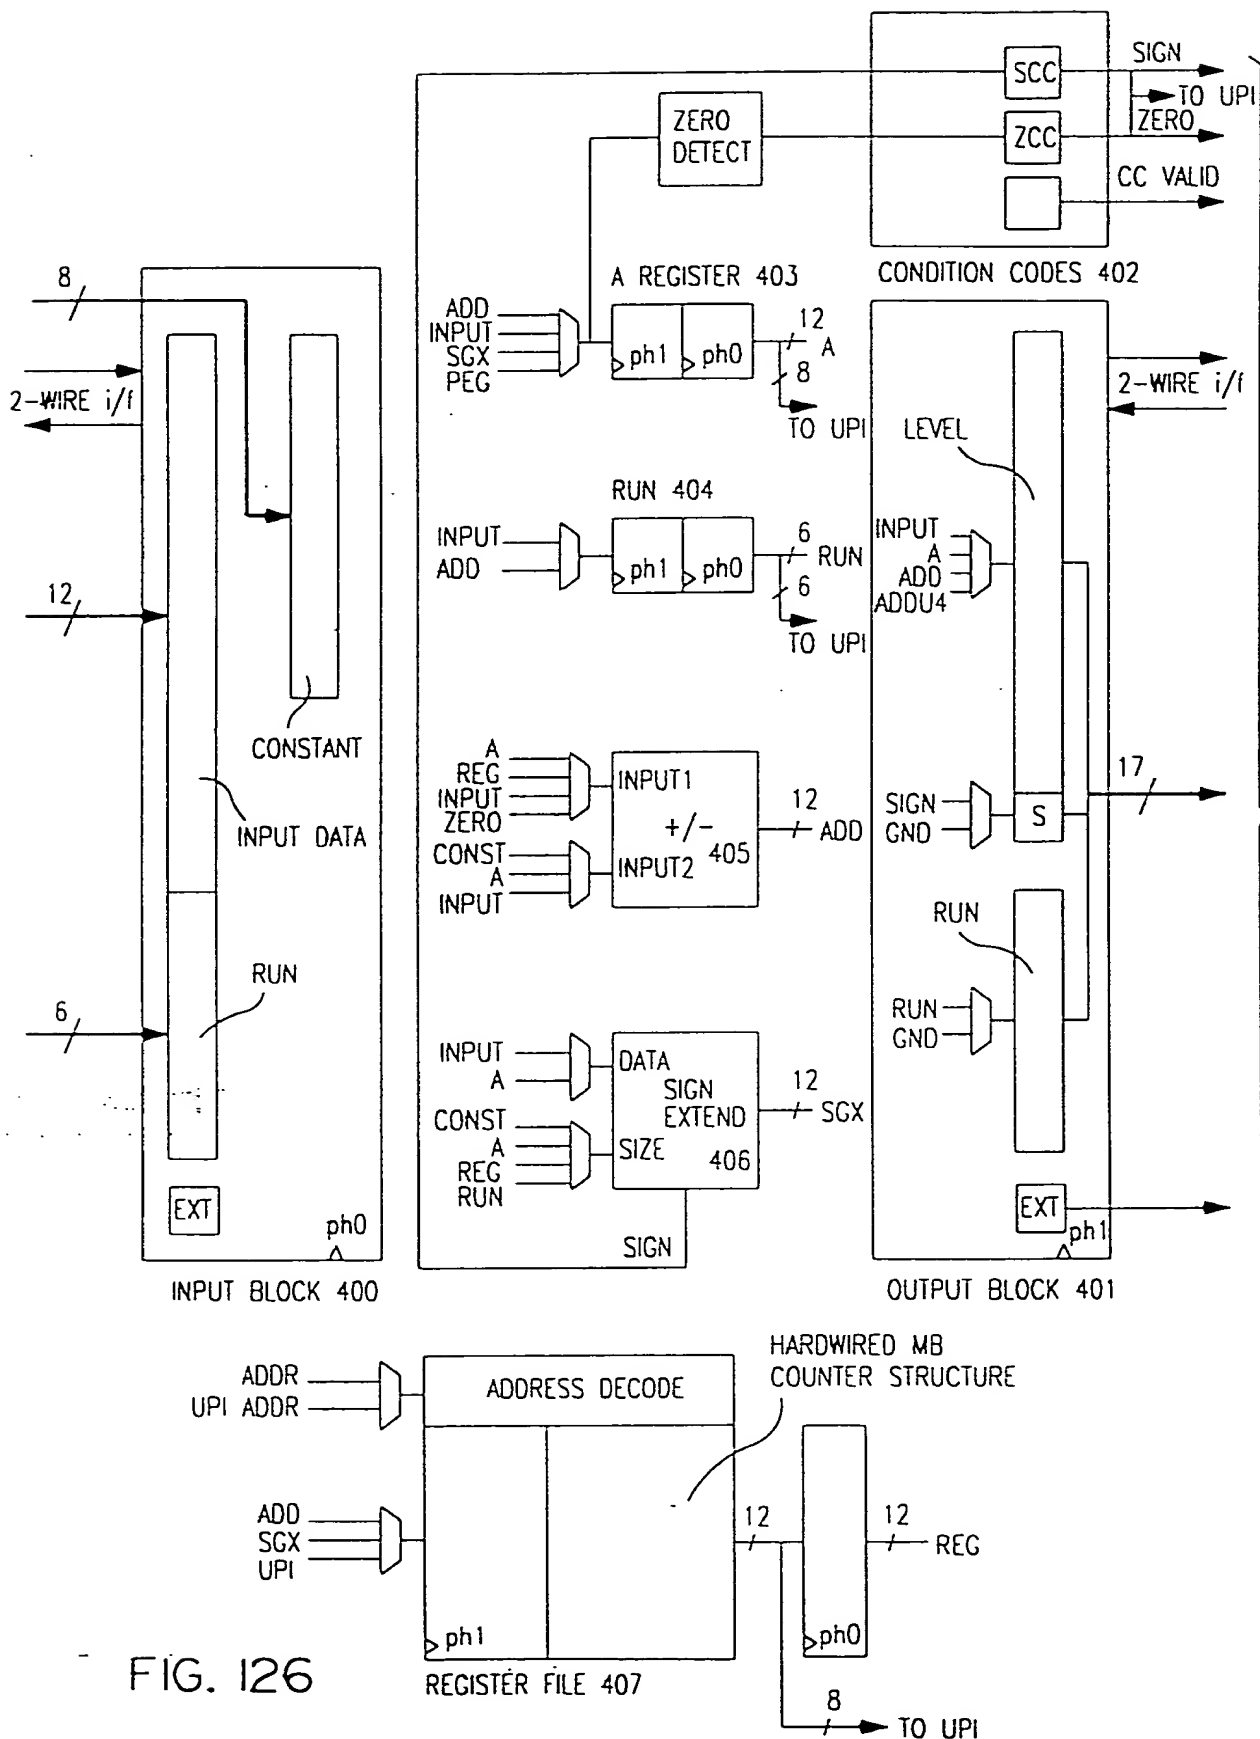 SIGN
SCC
TO UPI
ZERO
DETECT
ZCC
ZERO
CC VALID
CONDITION CODES 402
8
A REGISTER 403
ADD
INPUT
SGX
PEG
ph1
ph0
12
A
8
TO UPI
2-WIRE i/f
2-WIRE i/f
LEVEL
RUN 404
INPUT
ADD
ph1
ph0
6
RUN
6
TO UPI
INPUT
A
ADD
ADDU4
12
CONSTANT
INPUT DATA
A
REG
INPUT
ZERO
CONST
A
INPUT
INPUT1
+/-
405
INPUT2
12
ADD
SIGN
GND
S
17
RUN
RUN
GND
RUN
6
INPUT
A
CONST
A
REG
RUN
DATA
SIGN
EXTEND
SIZE
406
12
SGX
SIGN
EXT
ph0
INPUT BLOCK 400
EXT
ph1
OUTPUT BLOCK 401
HARDWIRED MB
COUNTER STRUCTURE
ADDR
UPI ADDR
ADDRESS DECODE
ADD
SGX
UPI
12
12
REG
ph1
ph0
REGISTER FILE 407
8
TO UPI
FIG. 126